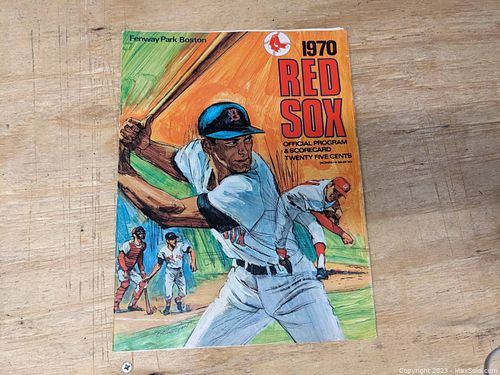 Fenway Park Boston
1970
RED
SOX
OFFICIAL PROGRAM
& SCORECARD
TWENTY FIVE CENTS
B
Copyright 2023 - MaxSold.com